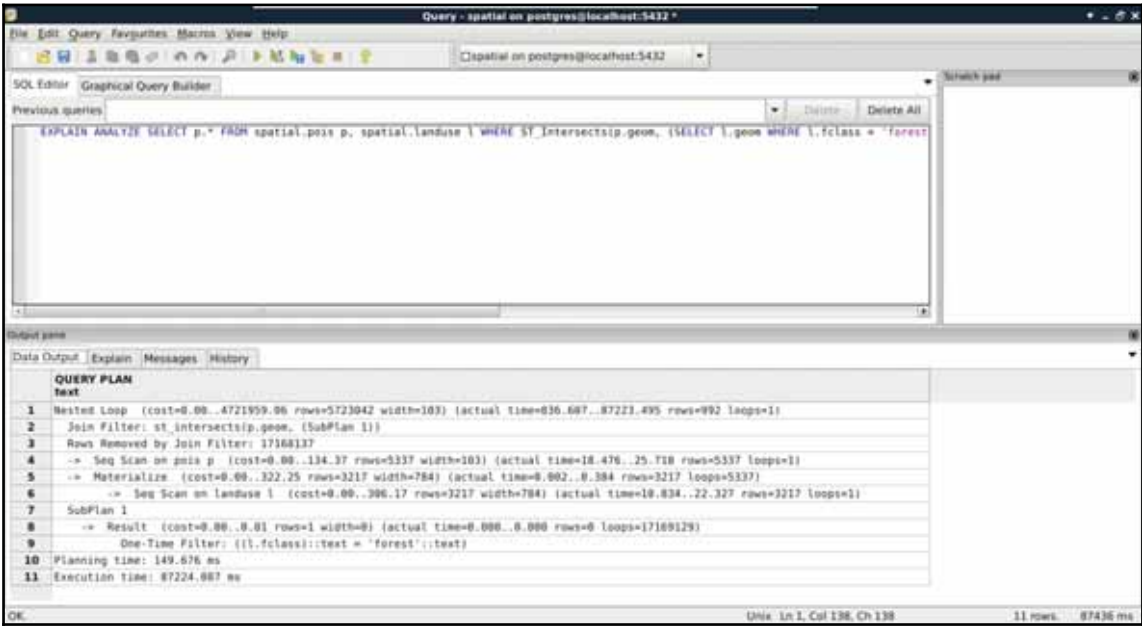 Query - spatial on postgres@localhost:5432 *
File Edit Query Favourites Macros View Help
spatial on postgres@localhost:5432
SQL Editor Graphical Query Builder
Scratch pad
Previous queries Delete Delete All
EXPLAIN ANALYZE SELECT p.* FROM spatial.pois p, spatial.landuse l WHERE ST_Intersects(p.geom, (SELECT l.geom WHERE l.fclass = 'forest
Output pane
Data Output Explain Messages History
QUERY PLAN
text
1 Nested Loop (cost=0.00..4721959.06 rows=5723042 width=103) (actual time=836.607..87223.495 rows=992 loops=1)
2 Join Filter: st_intersects(p.geom, (SubPlan 1))
3 Rows Removed by Join Filter: 17168137
4 -> Seq Scan on pois p (cost=0.00..134.37 rows=5337 width=103) (actual time=18.476..25.718 rows=5337 loops=1)
5 -> Materialize (cost=0.00..322.25 rows=3217 width=784) (actual time=0.002..0.384 rows=3217 loops=5337)
6 -> Seq Scan on landuse l (cost=0.00..306.17 rows=3217 width=784) (actual time=10.834..22.327 rows=3217 loops=1)
7 SubPlan 1
8 -> Result (cost=0.00..0.01 rows=1 width=0) (actual time=0.000..0.000 rows=0 loops=17169129)
9 One-Time Filter: ((l.fclass)::text = 'forest'::text)
10 Planning time: 149.676 ms
11 Execution time: 87224.087 ms
OK. Unix Ln 1, Col 138, Ch 138 11 rows. 87436 ms